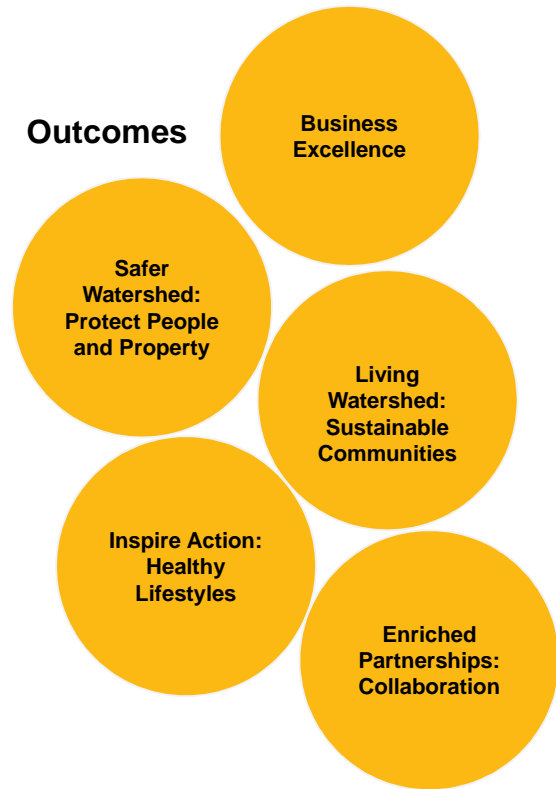 Outcomes
Business
Excellence
Safer
Watershed:
Protect People
and Property
Living
Watershed:
Sustainable
Communities
Inspire Action:
Healthy
Lifestyles
Enriched
Partnerships:
Collaboration